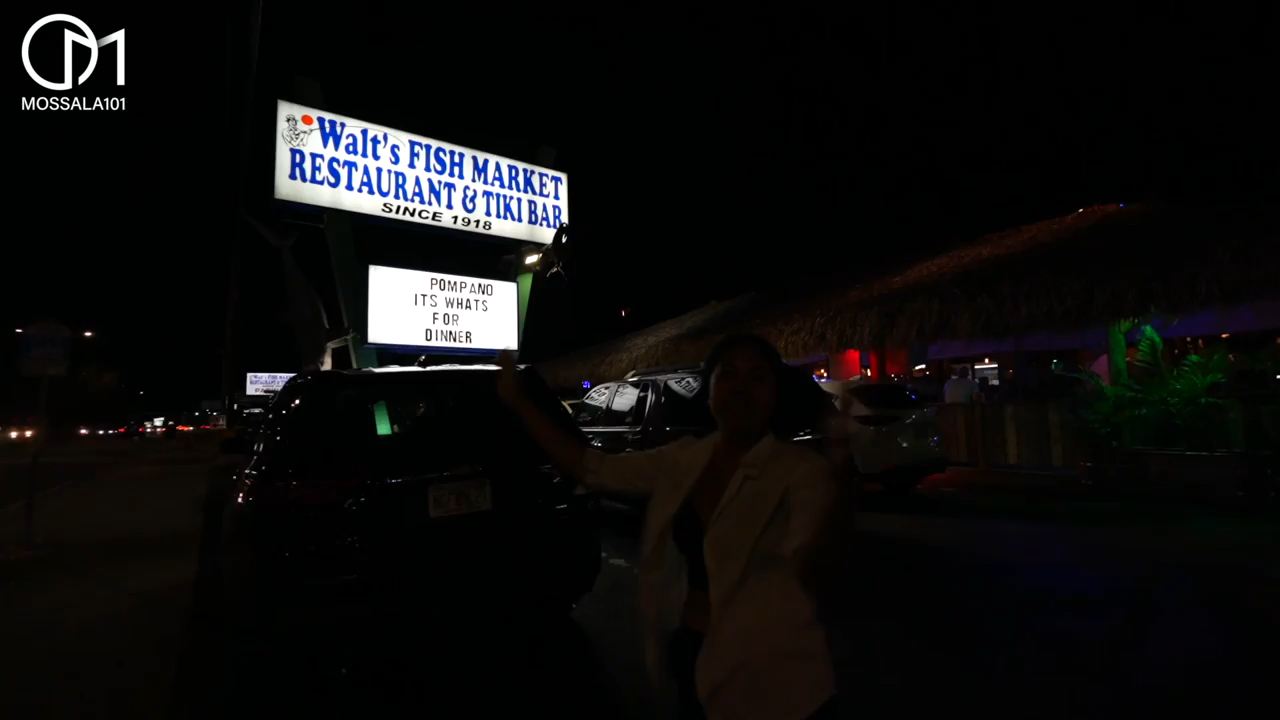 MOSSALA101
Walt's FISH MARKET
RESTAURANT & TIKI BAR
SINCE 1918
POMPANO
ITS WHATS
FOR
DINNER